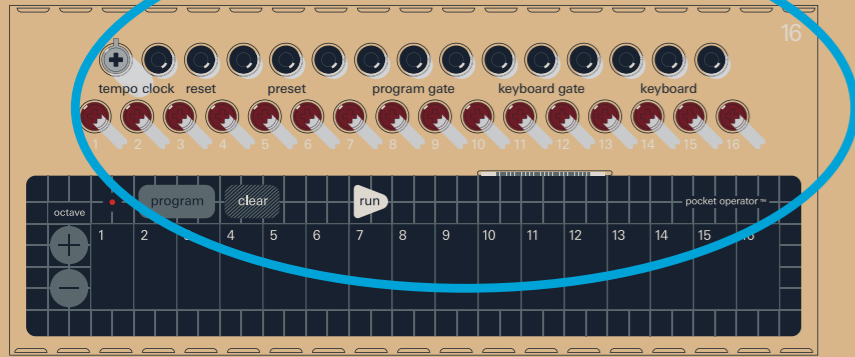 16
tempo clock reset preset program gate keyboard gate keyboard
1 2 3 4 5 6 7 8 9 10 11 12 13 14 15 16
program clear run pocket operator™
octave
+
1 2 3 4 5 6 7 8 9 10 11 12 13 14 15 16
−